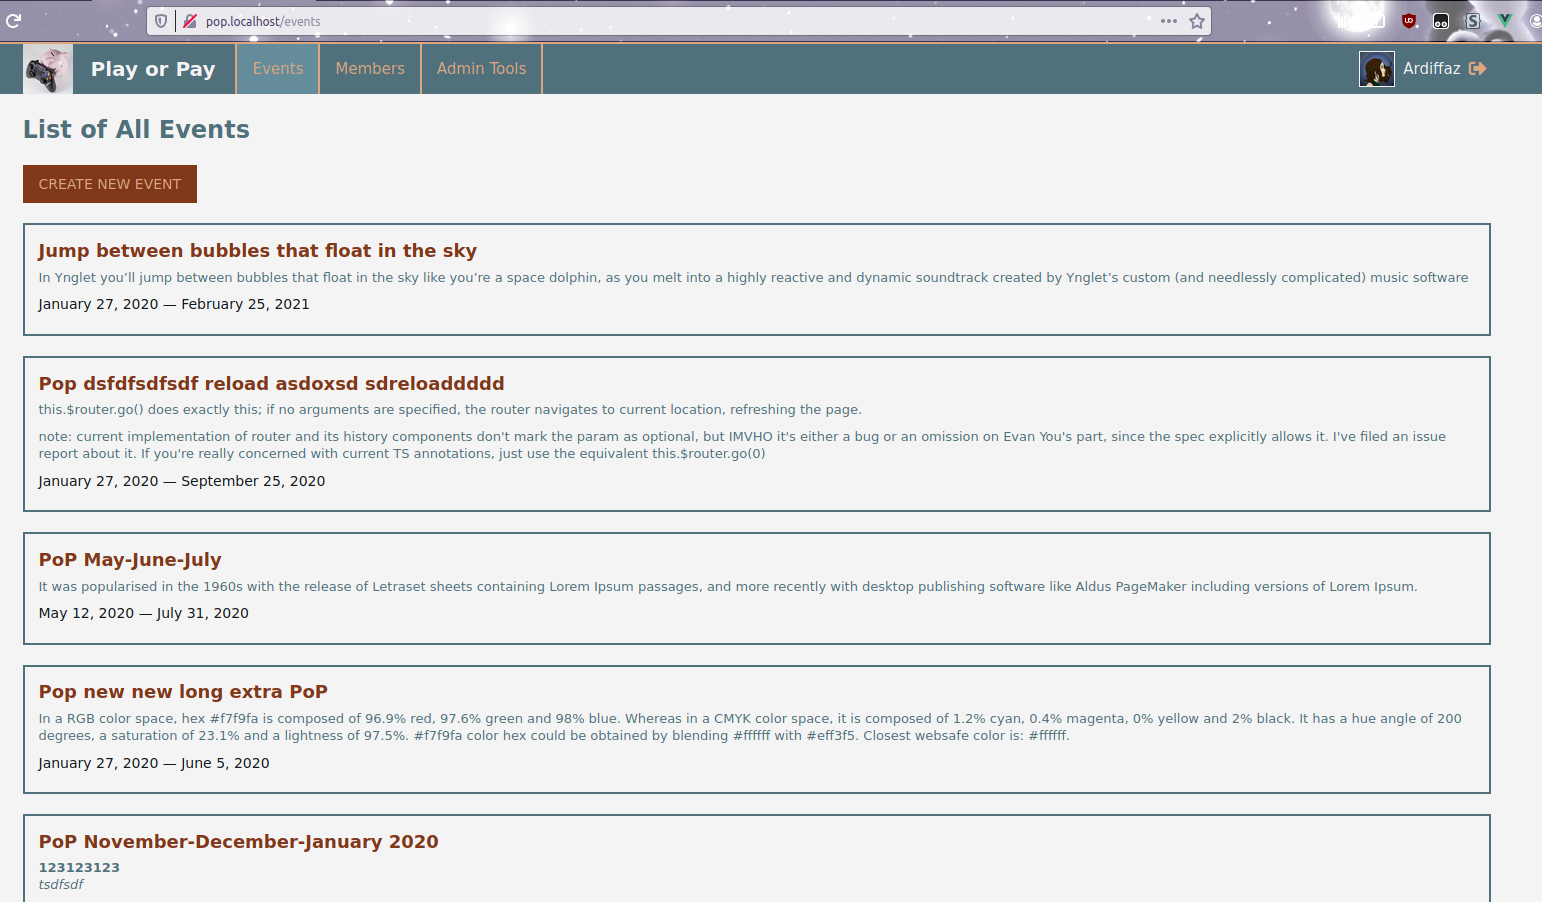 pop.localhost/events
Play or Pay
Events
Members
Admin Tools
Ardiffaz
List of All Events
CREATE NEW EVENT
Jump between bubbles that float in the sky
In Ynglet you’ll jump between bubbles that float in the sky like you’re a space dolphin, as you melt into a highly reactive and dynamic soundtrack created by Ynglet’s custom (and needlessly complicated) music software
January 27, 2020 — February 25, 2021
Pop dsfdfsdfsdf reload asdoxsd sdreloaddddd
this.$router.go() does exactly this; if no arguments are specified, the router navigates to current location, refreshing the page.
note: current implementation of router and its history components don't mark the param as optional, but IMVHO it's either a bug or an omission on Evan You's part, since the spec explicitly allows it. I've filed an issue
report about it. If you're really concerned with current TS annotations, just use the equivalent this.$router.go(0)
January 27, 2020 — September 25, 2020
PoP May-June-July
It was popularised in the 1960s with the release of Letraset sheets containing Lorem Ipsum passages, and more recently with desktop publishing software like Aldus PageMaker including versions of Lorem Ipsum.
May 12, 2020 — July 31, 2020
Pop new new long extra PoP
In a RGB color space, hex #f7f9fa is composed of 96.9% red, 97.6% green and 98% blue. Whereas in a CMYK color space, it is composed of 1.2% cyan, 0.4% magenta, 0% yellow and 2% black. It has a hue angle of 200
degrees, a saturation of 23.1% and a lightness of 97.5%. #f7f9fa color hex could be obtained by blending #ffffff with #eff3f5. Closest websafe color is: #ffffff.
January 27, 2020 — June 5, 2020
PoP November-December-January 2020
123123123
tsdfsdf